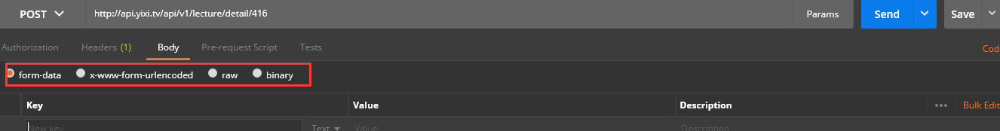 POST http://api.yixi.tv/api/v1/lecture/detail/416 Params Send Save
Authorization Headers (1) Body Pre-request Script Tests Cod
form-data x-www-form-urlencoded raw binary
Key Value Description ••• Bulk Edit
New key Text Value Description